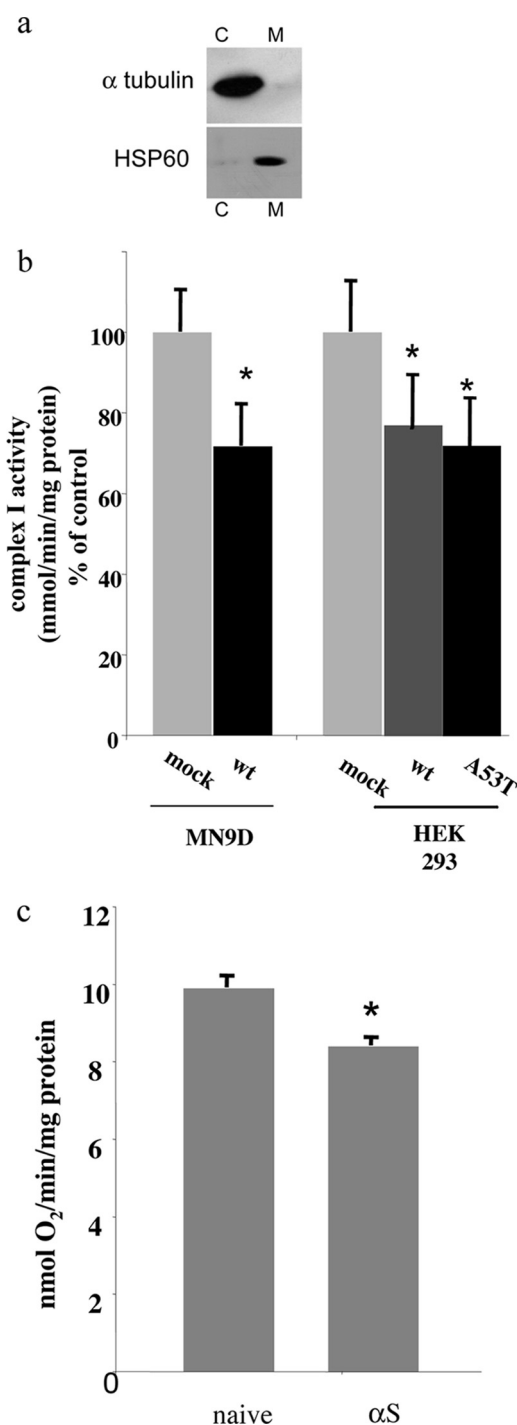 a
C M
α tubulin
HSP60
C M
b
complex I activity
(mmol/min/mg protein)
% of control
100
80
60
40
20
0
*
*
*
mock wt mock wt A53T
MN9D HEK
293
c
nmol O₂/min/mg protein
12
10
8
6
4
2
0
*
naive αS